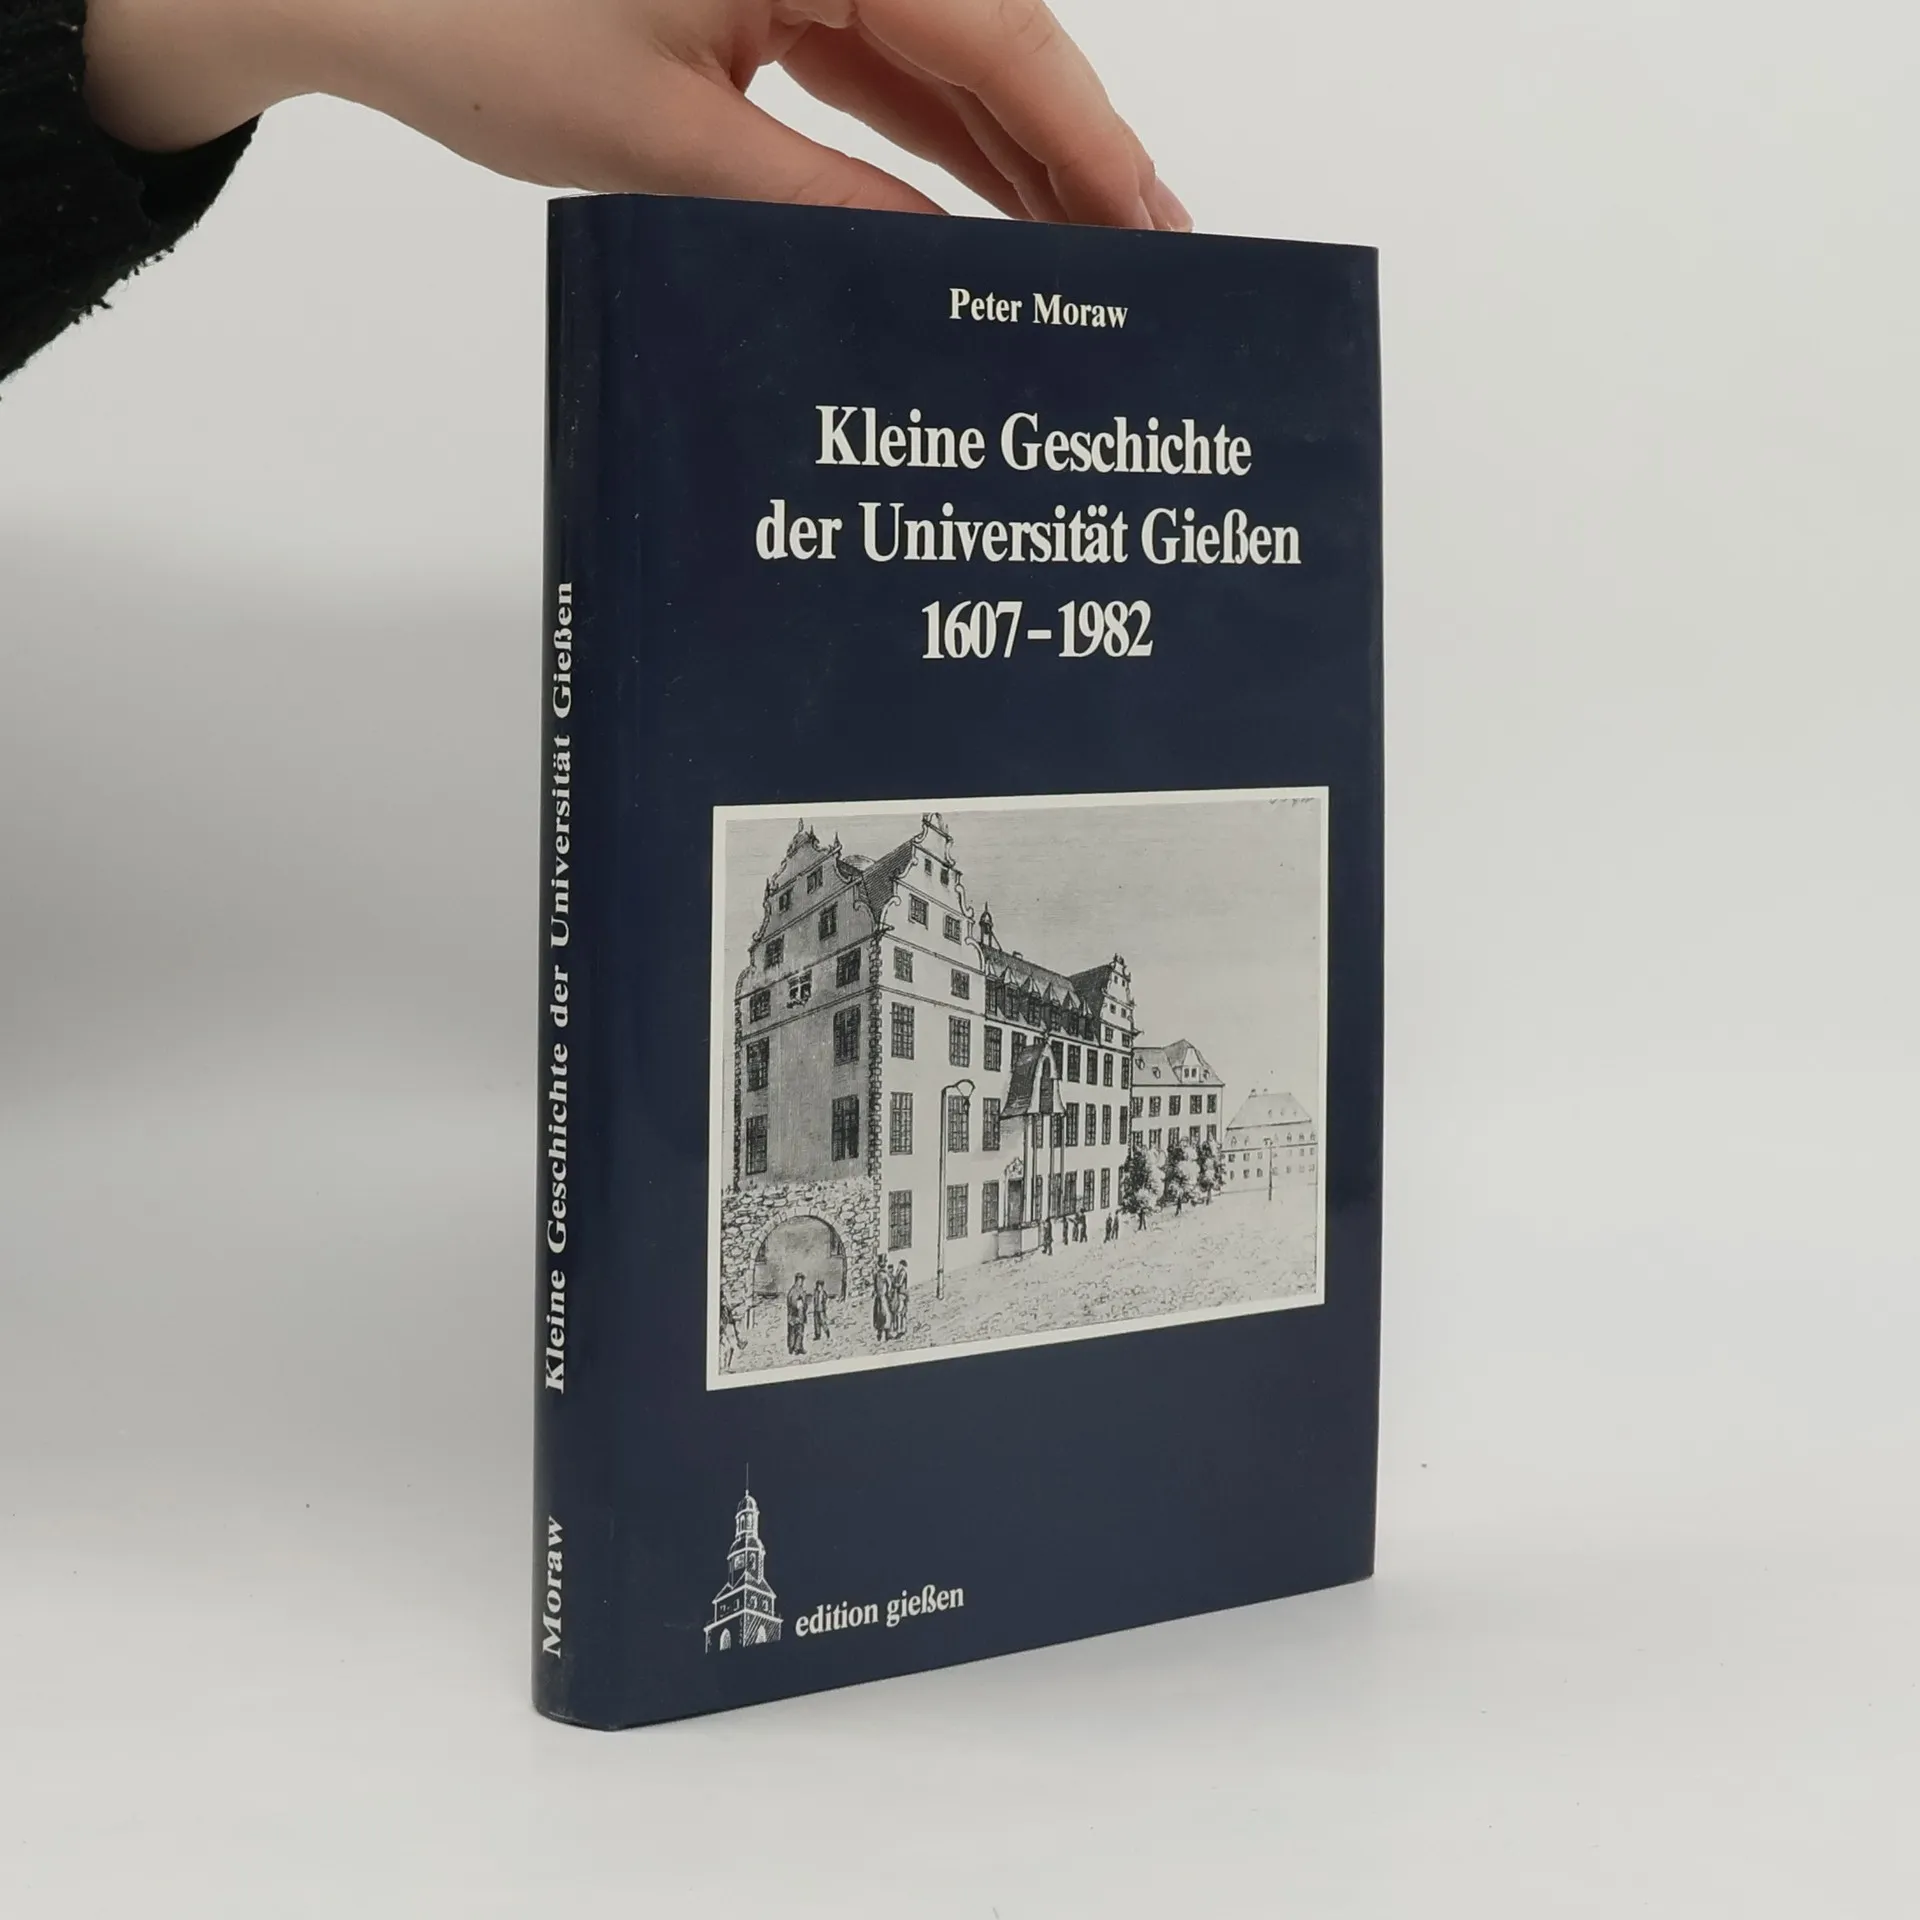 Peter Moraw
Kleine Geschichte
der Universität Gießen
1607–1982
edition gießen
Moraw Kleine Geschichte der Universität Gießen